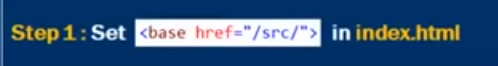 Step 1 : Set <base href="/src/"> in index.html